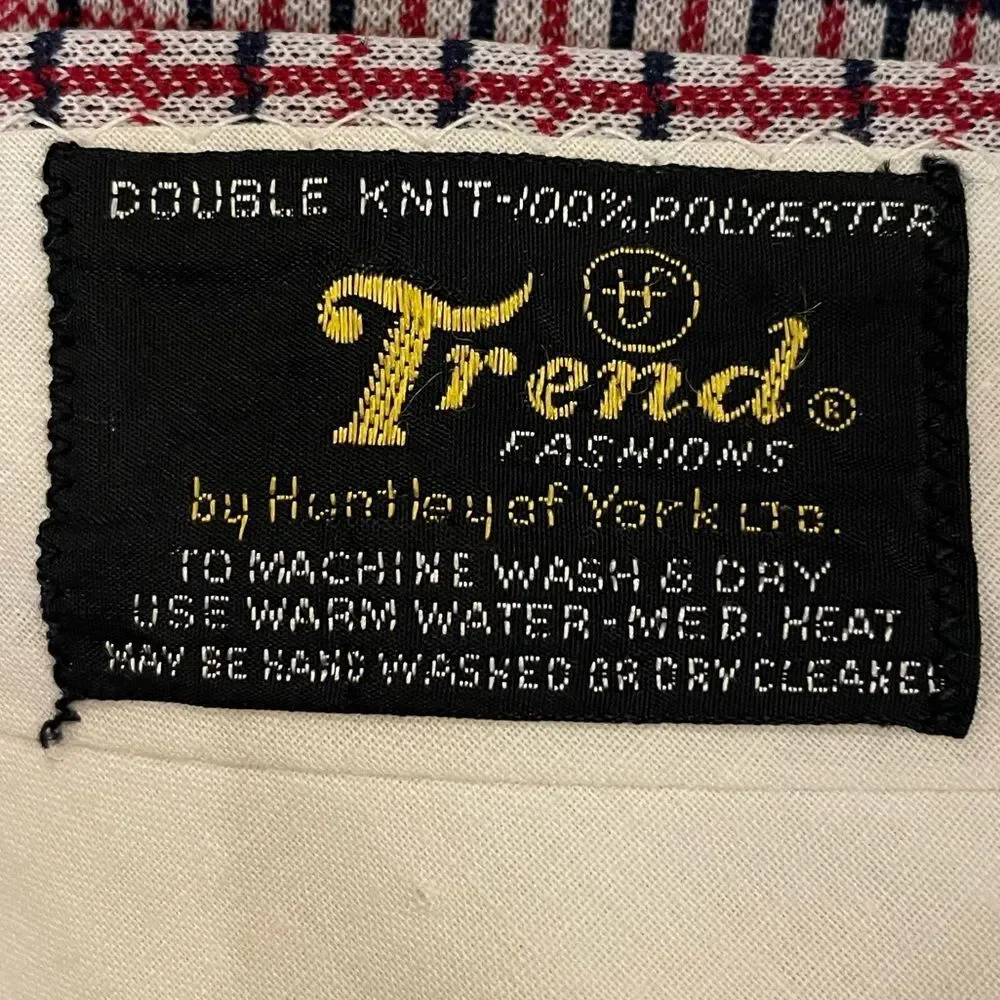 DOUBLE KNIT-100% POLYESTER
Trend ®
FASHIONS
by Huntley of York LTD.
TO MACHINE WASH & DRY
USE WARM WATER-MED. HEAT
MAY BE HAND WASHED OR DRY CLEANED